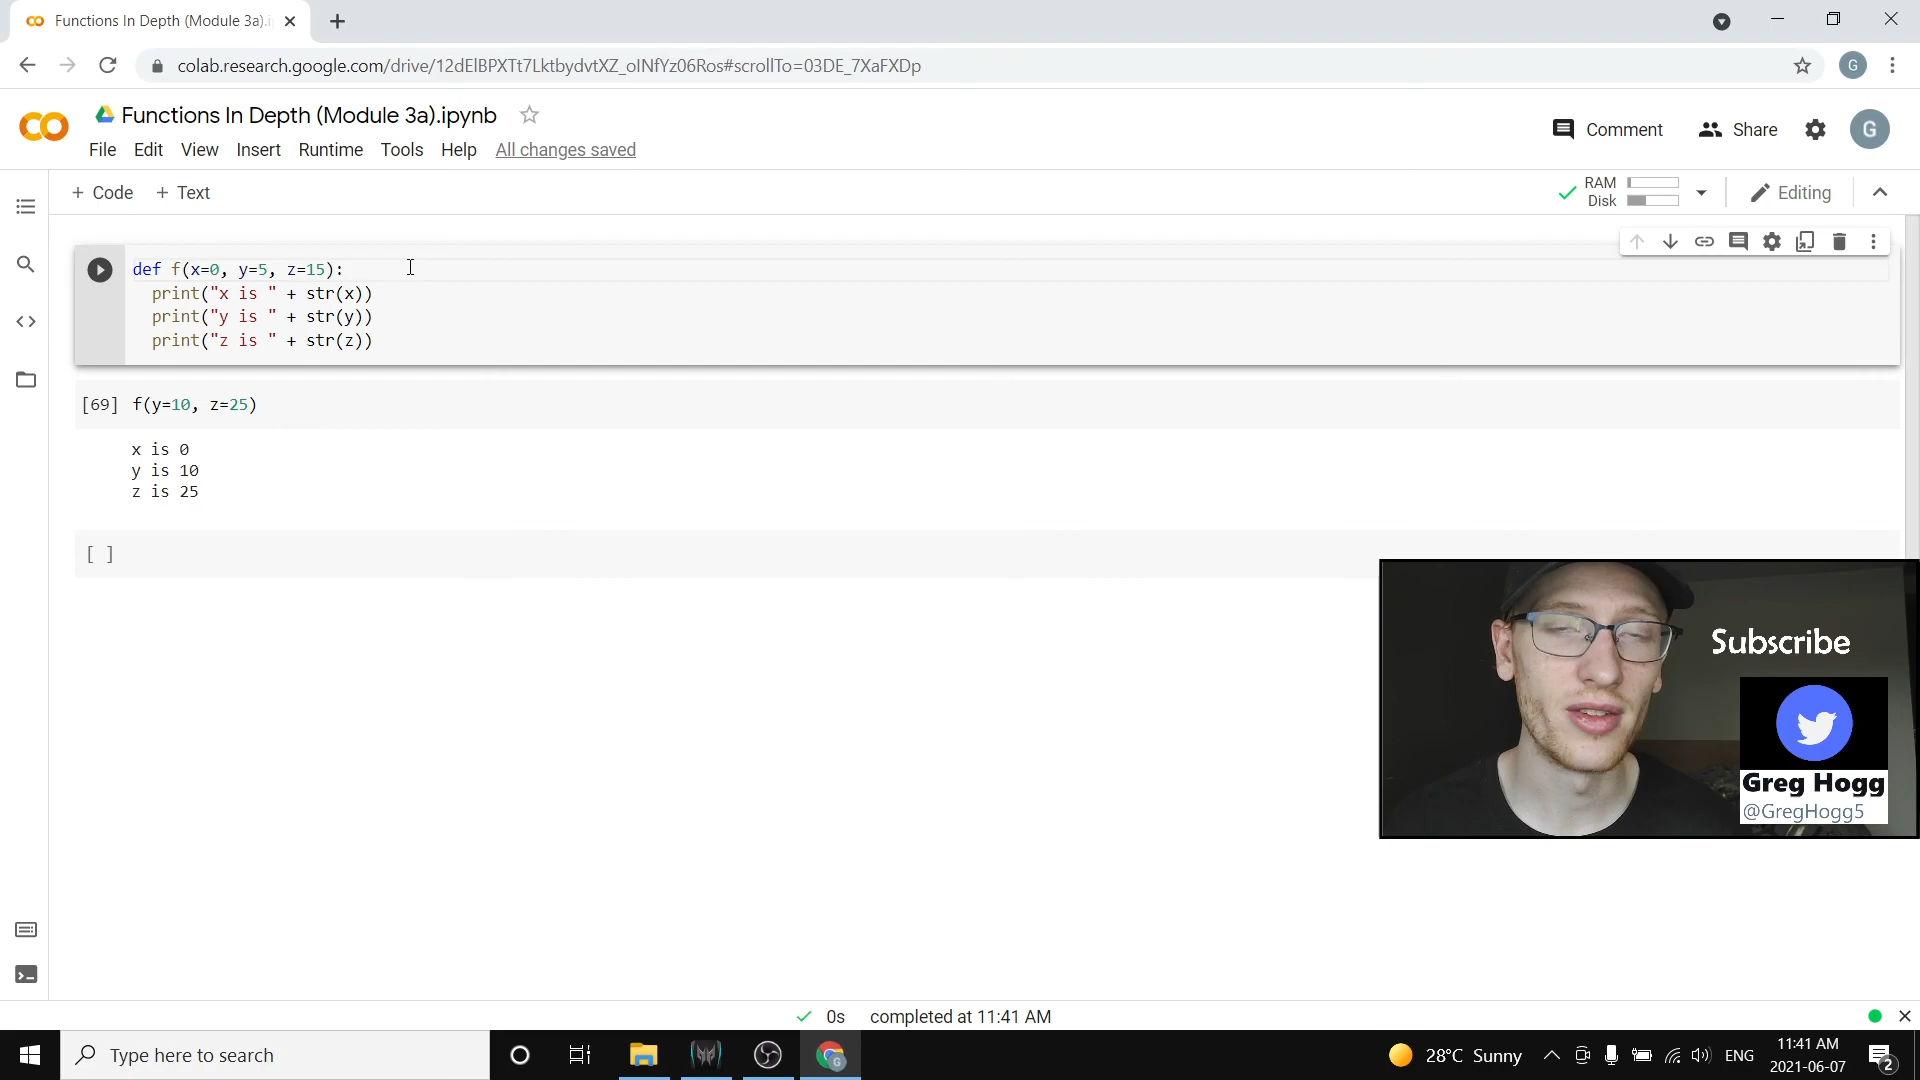 Functions In Depth (Module 3a).i
colab.research.google.com/drive/12dElBPXTt7LktbydvtXZ_oINfYz06Ros#scrollTo=03DE_7XaFXDp
G
Functions In Depth (Module 3a).ipynb
Comment
Share
G
File Edit View Insert Runtime Tools Help All changes saved
+ Code + Text
RAM
Disk
Editing
def f(x=0, y=5, z=15):
print("x is " + str(x))
print("y is " + str(y))
print("z is " + str(z))
[69] f(y=10, z=25)
x is 0
y is 10
z is 25
[ ]
Subscribe
Greg Hogg
@GregHogg5
0s completed at 11:41 AM
Type here to search
28°C Sunny
ENG
11:41 AM
2021-06-07
2